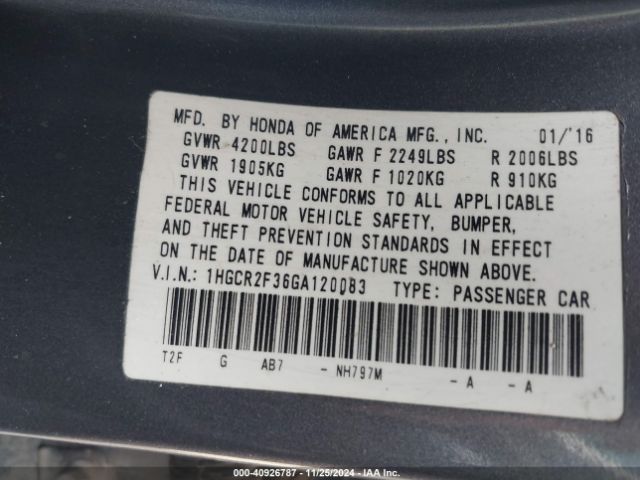 MFD. BY HONDA OF AMERICA MFG., INC. 01/'16
GVWR 4200LBS GAWR F 2249LBS R 2006LBS
GVWR 1905KG GAWR F 1020KG R 910KG
THIS VEHICLE CONFORMS TO ALL APPLICABLE
FEDERAL MOTOR VEHICLE SAFETY, BUMPER,
AND THEFT PREVENTION STANDARDS IN EFFECT
ON THE DATE OF MANUFACTURE SHOWN ABOVE.
V.I.N.: 1HGCR2F36GA120083 TYPE: PASSENGER CAR
T2F G AB7 - NH797M - A - A
000-40926787 - 11/25/2024 - IAA Inc.